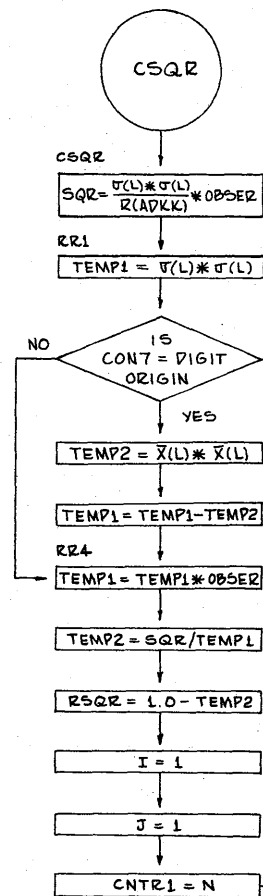 CSQR
CSQR
SQR = σ(L) * σ(L) / R(ADKK) * OBSER
RR1
TEMP1 = σ(L) * σ(L)
IS
CON7 = DIGIT
ORIGIN
NO
YES
TEMP2 = X̄(L) * X̄(L)
TEMP1 = TEMP1 - TEMP2
RR4
TEMP1 = TEMP1 * OBSER
TEMP2 = SQR/TEMP1
RSQR = 1.0 - TEMP2
I = 1
J = 1
CNTR1 = N